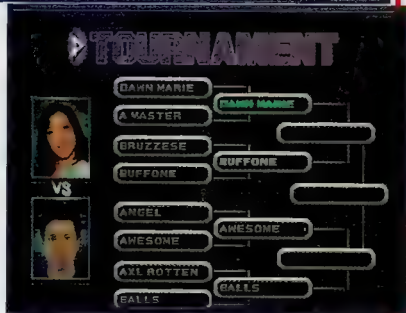 TOURNAMENT
DAWN MARIE
A MASTER
DAWN MARIE
BRUZZESE
BUFFONE
BUFFONE
VS
ANGEL
AWESOME
AWESOME
AXL ROTTEN
BALLS
BALLS